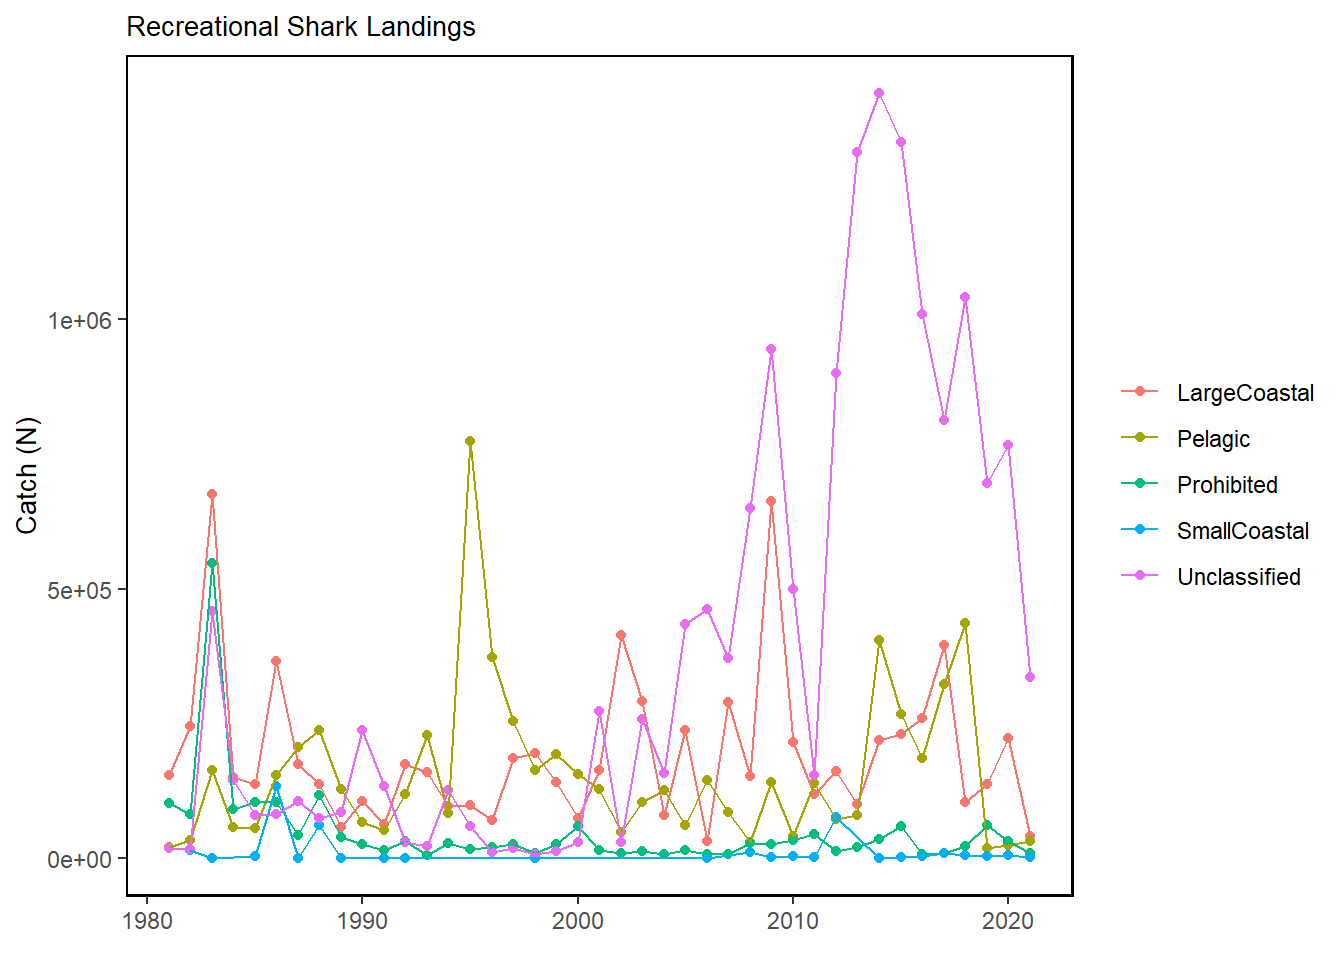 Recreational Shark Landings
Catch (N)
1e+06
5e+05
0e+00
1980
1990
2000
2010
2020
LargeCoastal
Pelagic
Prohibited
SmallCoastal
Unclassified